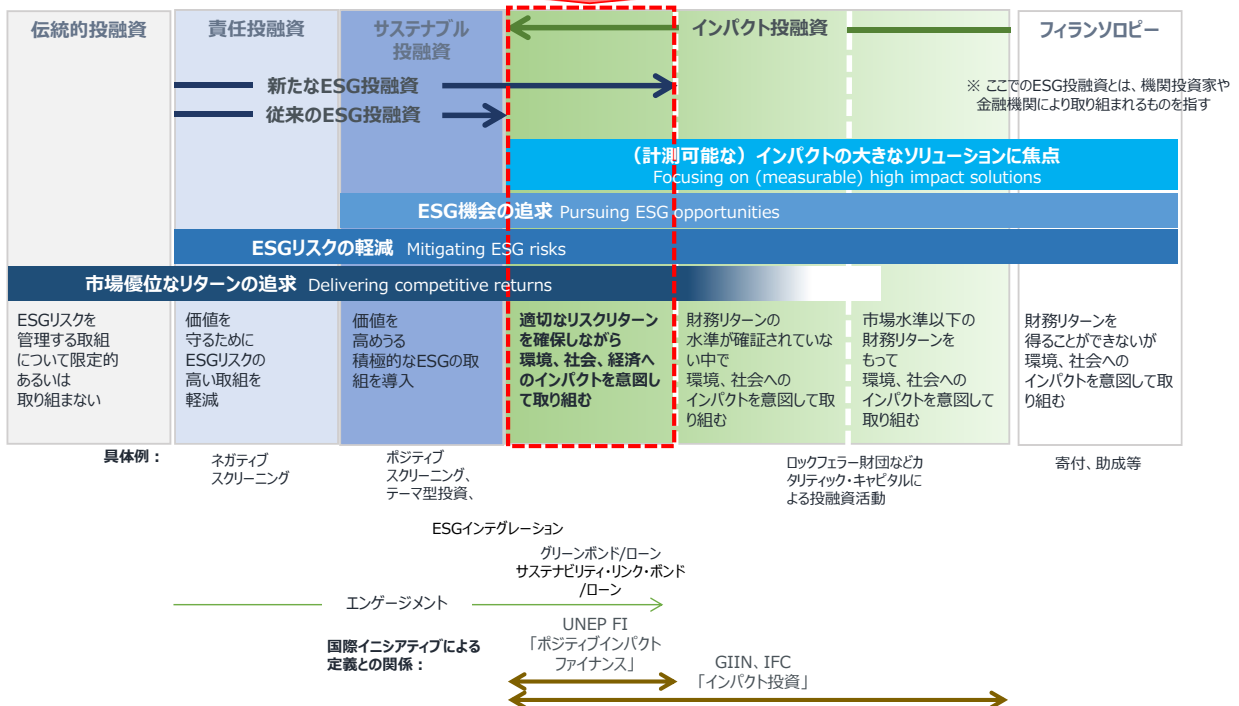 伝統的投融資
責任投融資
サステナブル
投融資
インパクト投融資
フィランソロピー
新たなESG投融資
従来のESG投融資
※ ここでのESG投融資とは、機関投資家や
金融機関により取り組まれるものを指す
（計測可能な）インパクトの大きなソリューションに焦点
Focusing on (measurable) high impact solutions
ESG機会の追求 Pursuing ESG opportunities
ESGリスクの軽減 Mitigating ESG risks
市場優位なリターンの追求 Delivering competitive returns
ESGリスクを
管理する取組
について限定的
あるいは
取り組まない
価値を
守るために
ESGリスクの
高い取組を
軽減
価値を
高めうる
積極的なESGの取
組を導入
適切なリスクリターン
を確保しながら
環境、社会、経済へ
のインパクトを意図し
て取り組む
財務リターンの
水準が確証されていな
い中で
環境、社会への
インパクトを意図して取
り組む
市場水準以下の
財務リターンを
もって
環境、社会への
インパクトを意図して
取り組む
財務リターンを
得ることができないが
環境、社会への
インパクトを意図して取
り組む
具体例：
ネガティブ
スクリーニング
ポジティブ
スクリーニング、
テーマ型投資、
ロックフェラー財団などカ
タリティック・キャピタルに
よる投融資活動
寄付、助成等
ESGインテグレーション
グリーンボンド/ローン
サステナビリティ・リンク・ボンド
/ローン
エンゲージメント
国際イニシアティブによる
定義との関係：
UNEP FI
「ポジティブインパクト
ファイナンス」
GIIN、IFC
「インパクト投資」